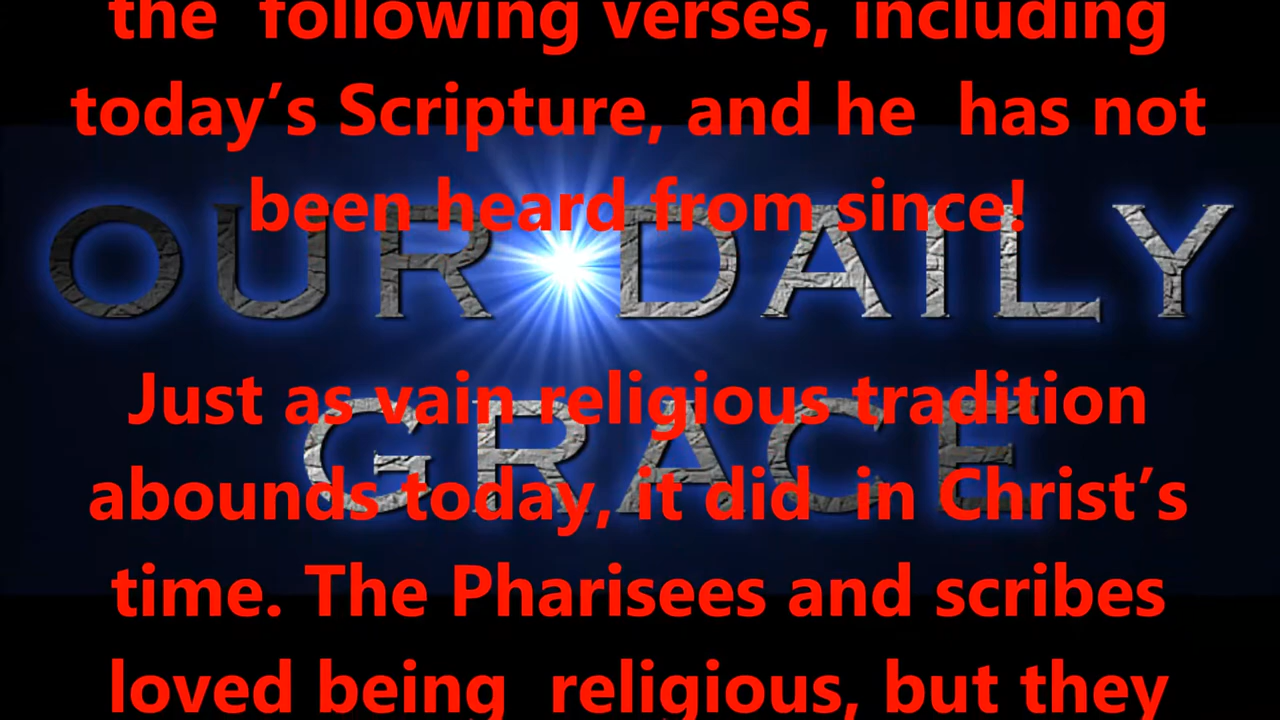 the  following verses, including
today’s Scripture, and he  has not
been heard from since!
OUR DAILY
Just as vain religious tradition
GRACE
abounds today, it did  in Christ’s
time. The Pharisees and scribes
loved being  religious, but they